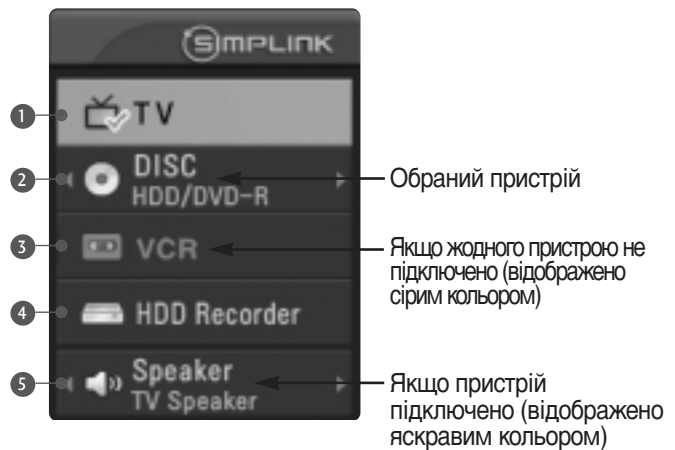 SIMPLINK
1 TV
2 DISC
HDD/DVD-R
Обраний пристрій
3 VCR
Якщо жодного пристрою не
підключено (відображено
сірим кольором)
4 HDD Recorder
5 Speaker
TV Speaker
Якщо пристрій
підключено (відображено
яскравим кольором)